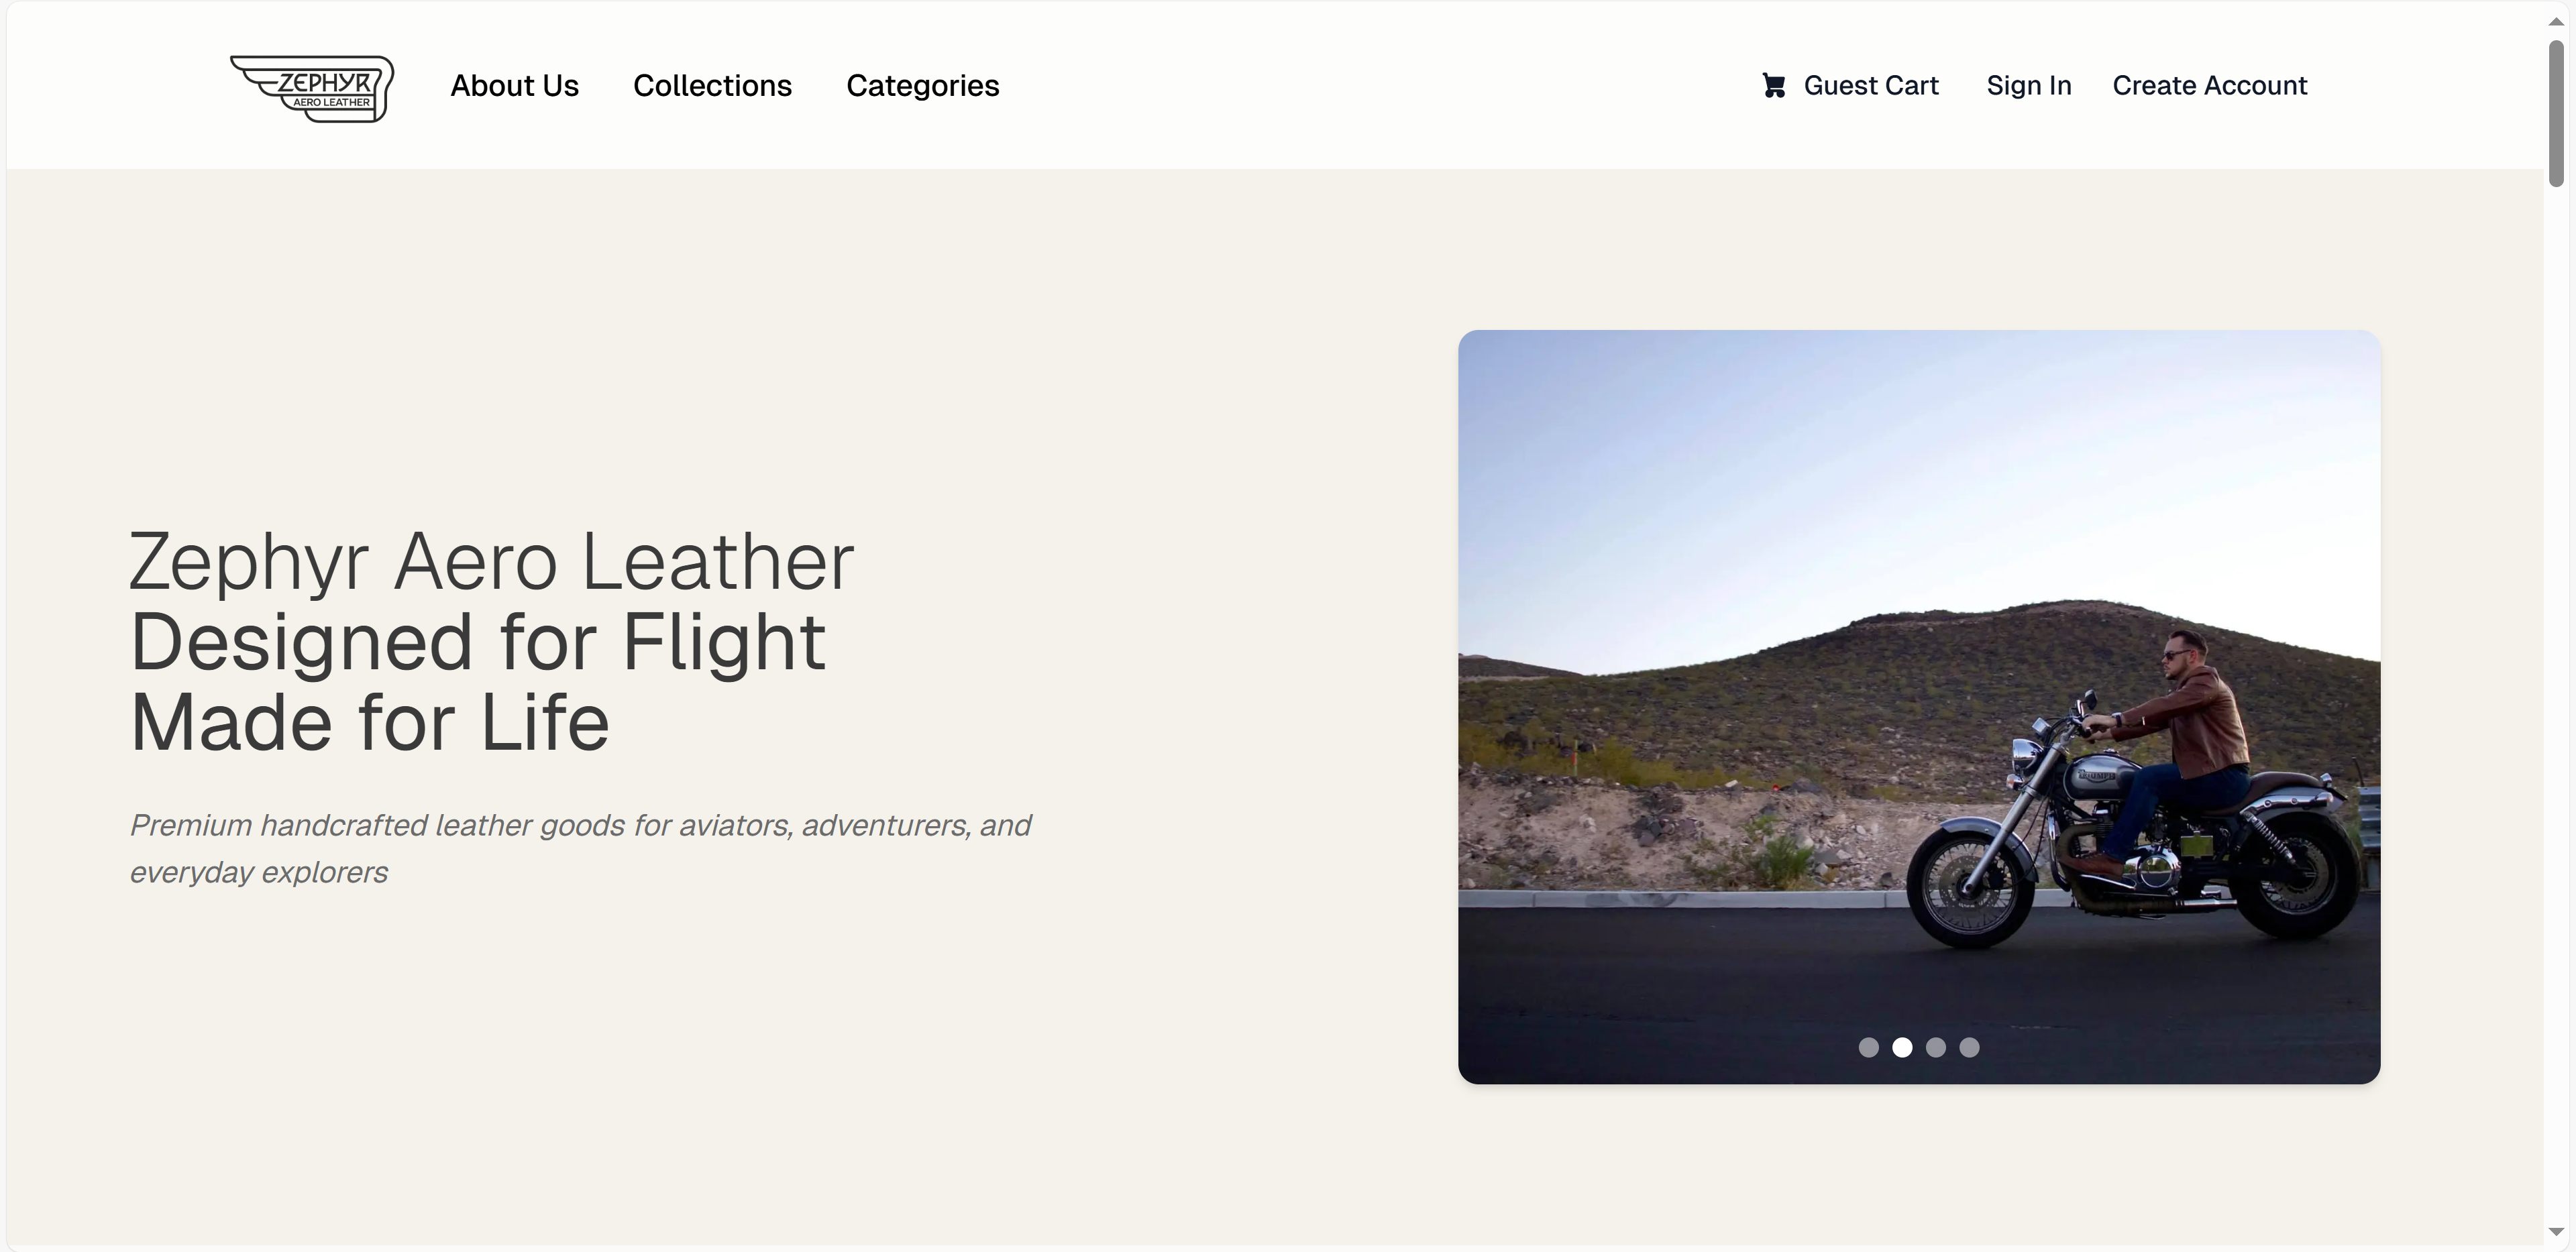 ZEPHYR
AERO LEATHER
About Us
Collections
Categories
Guest Cart
Sign In
Create Account
Zephyr Aero Leather
Designed for Flight
Made for Life
Premium handcrafted leather goods for aviators, adventurers, and
everyday explorers
TRIUMPH